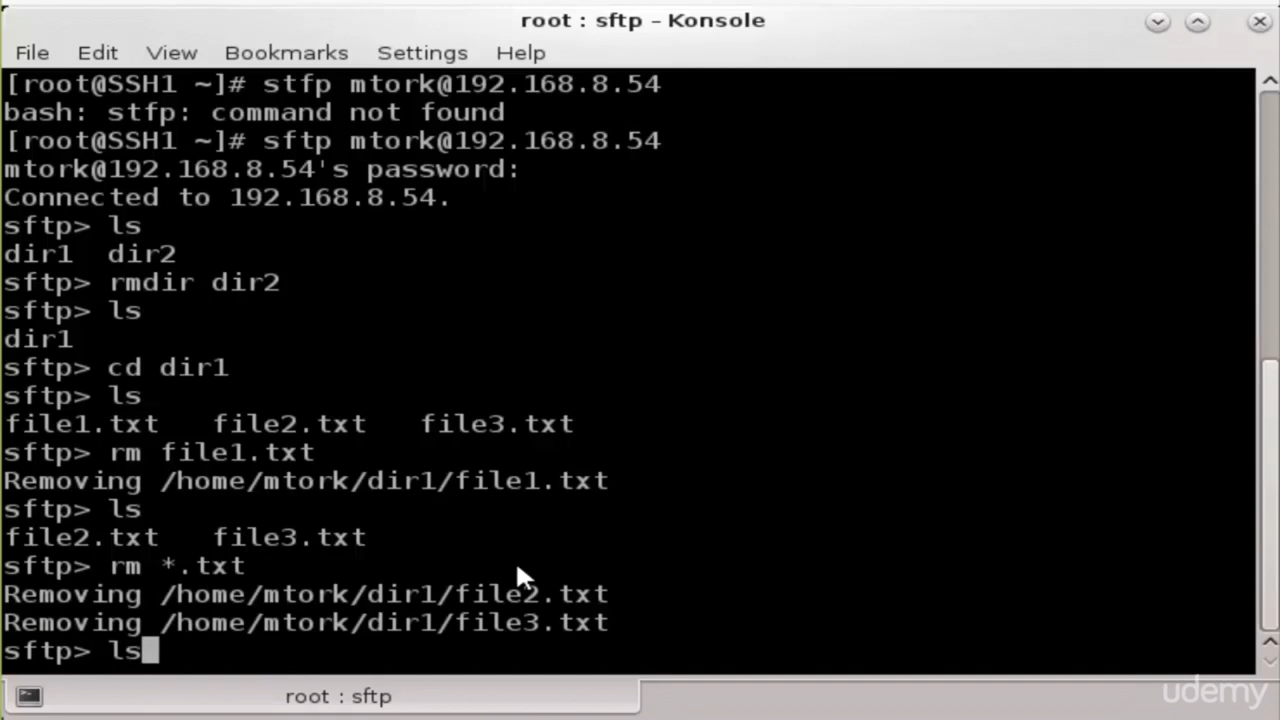 root : sftp – Konsole
File Edit View Bookmarks Settings Help
[root@SSH1 ~]# stfp mtork@192.168.8.54
bash: stfp: command not found
[root@SSH1 ~]# sftp mtork@192.168.8.54
mtork@192.168.8.54's password:
Connected to 192.168.8.54.
sftp> ls
dir1  dir2
sftp> rmdir dir2
sftp> ls
dir1
sftp> cd dir1
sftp> ls
file1.txt   file2.txt   file3.txt
sftp> rm file1.txt
Removing /home/mtork/dir1/file1.txt
sftp> ls
file2.txt   file3.txt
sftp> rm *.txt
Removing /home/mtork/dir1/file2.txt
Removing /home/mtork/dir1/file3.txt
sftp> ls
root : sftp
udemy